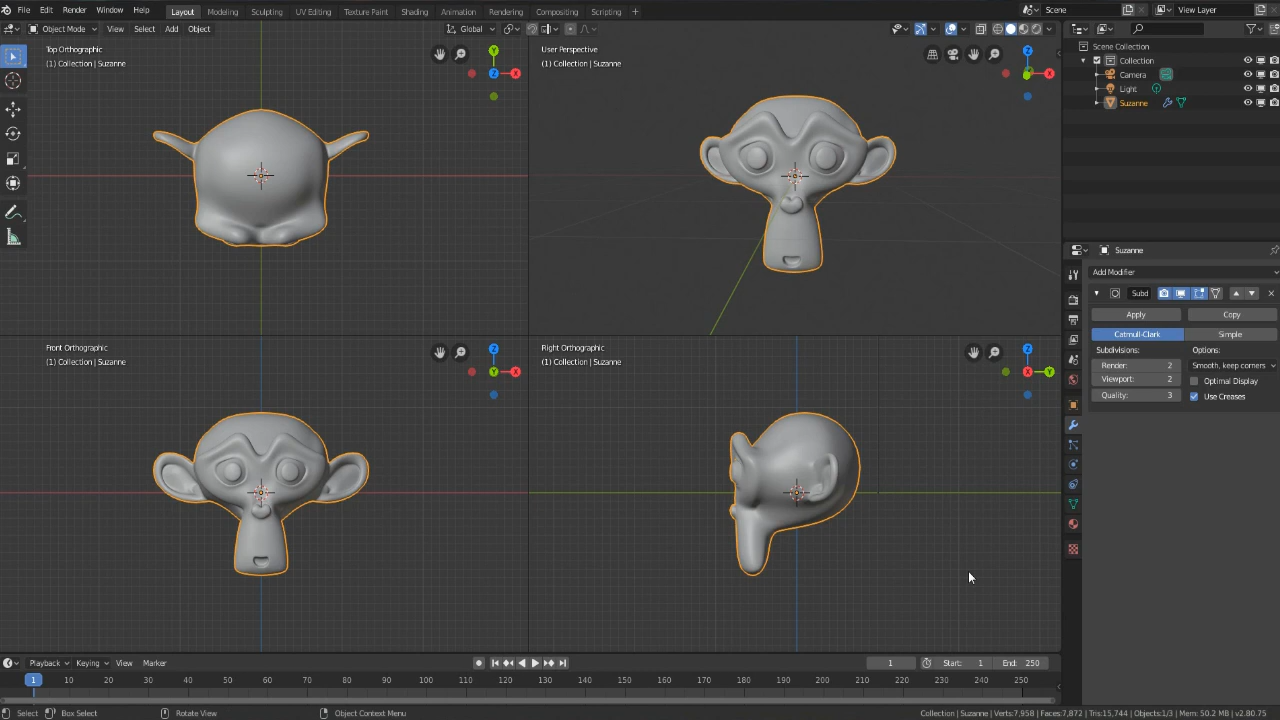 File Edit Render Window Help Layout Modeling Sculpting UV Editing Texture Paint Shading Animation Rendering Compositing Scripting + Scene View Layer
Object Mode View Select Add Object Global
Top Orthographic
(1) Collection | Suzanne
Y
Z X
User Perspective
(1) Collection | Suzanne
Z
X
Scene Collection
Collection
Camera
Light
Suzanne
Suzanne
Add Modifier
Subd
Apply Copy
Catmull-Clark Simple
Subdivisions: Options:
Render: 2 Smooth, keep corners
Viewport: 2 Optimal Display
Quality: 3 Use Creases
Front Orthographic
(1) Collection | Suzanne
Z
Y X
Right Orthographic
(1) Collection | Suzanne
Z
X Y
Playback Keying View Marker 1 Start: 1 End: 250
1 10 20 30 40 50 60 70 80 90 100 110 120 130 140 150 160 170 180 190 200 210 220 230 240 250
Select Box Select Rotate View Object Context Menu Collection | Suzanne | Verts:7,958 | Faces:7,872 | Tris:15,744 | Objects:1/3 | Mem: 50.2 MB | v2.80.75